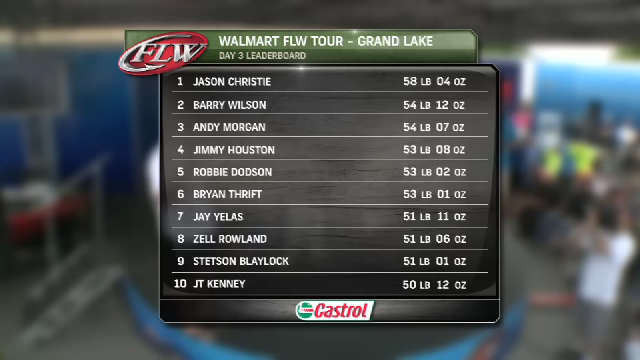 FLW
WALMART FLW TOUR - GRAND LAKE
DAY 3 LEADERBOARD
1 JASON CHRISTIE 58 LB 04 OZ
2 BARRY WILSON 54 LB 12 OZ
3 ANDY MORGAN 54 LB 07 OZ
4 JIMMY HOUSTON 53 LB 08 OZ
5 ROBBIE DODSON 53 LB 02 OZ
6 BRYAN THRIFT 53 LB 01 OZ
7 JAY YELAS 51 LB 11 OZ
8 ZELL ROWLAND 51 LB 06 OZ
9 STETSON BLAYLOCK 51 LB 01 OZ
10 JT KENNEY 50 LB 12 OZ
Castrol